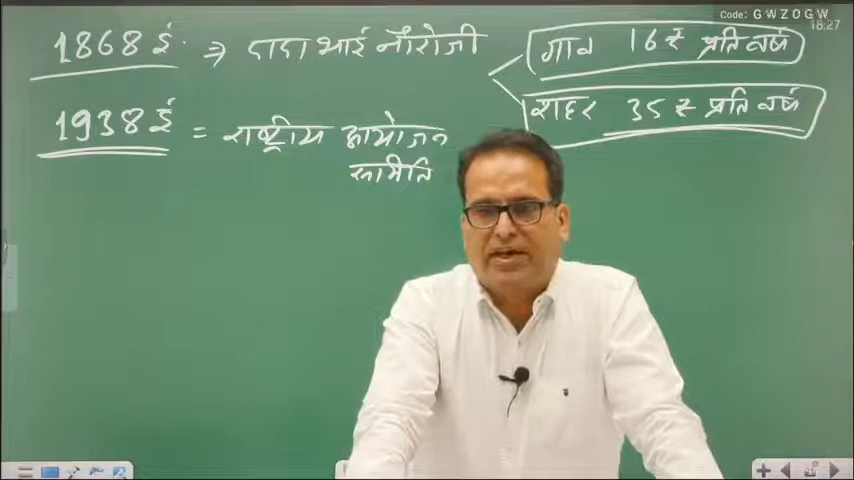 Code: GWZOGW
18:27
1868 ई. ⇒ दादा भाई नौरोजी
गाव 16₹ प्रति वर्ष
शहर 35₹ प्रति वर्ष
1938 ई = राष्ट्रीय आयोजन
समिति